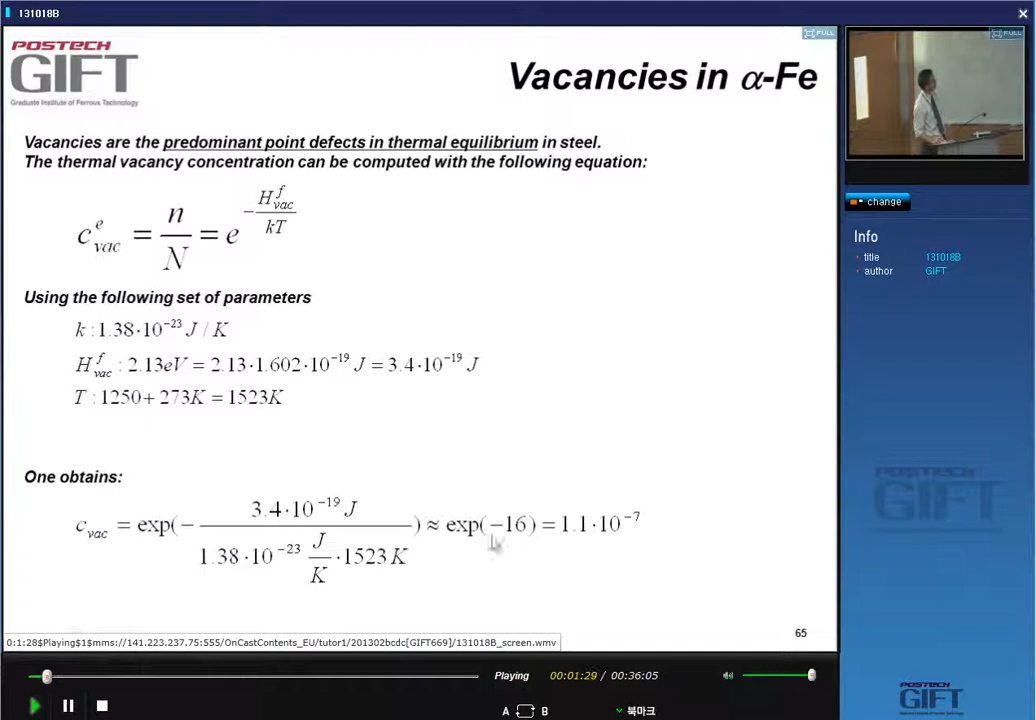 131018B
POSTECH
GIFT
Graduate Institute of Ferrous Technology
Vacancies in α-Fe
FULL
FULL
Vacancies are the predominant point defects in thermal equilibrium in steel.
The thermal vacancy concentration can be computed with the following equation:
c^e_vac = n/N = e^(-H^f_vac/kT)
Using the following set of parameters
k : 1.38·10^−23 J / K
H^f_vac : 2.13eV = 2.13·1.602·10^−19 J = 3.4·10^−19 J
T : 1250+273K = 1523K
One obtains:
c_vac = exp(− 3.4·10^−19 J / 1.38·10^−23 J/K ·1523K) ≈ exp(−16) = 1.1·10^−7
65
0:1:28$Playing$1$mms://141.223.237.75:555/OnCastContents_EU/tutor1/201302bcdc[GIFT669]/131018B_screen.wmv
change
Info
title 131018B
author GIFT
POSTECH
GIFT
Playing 00:01:29 / 00:36:05
A B 북마크
POSTECH
GIFT